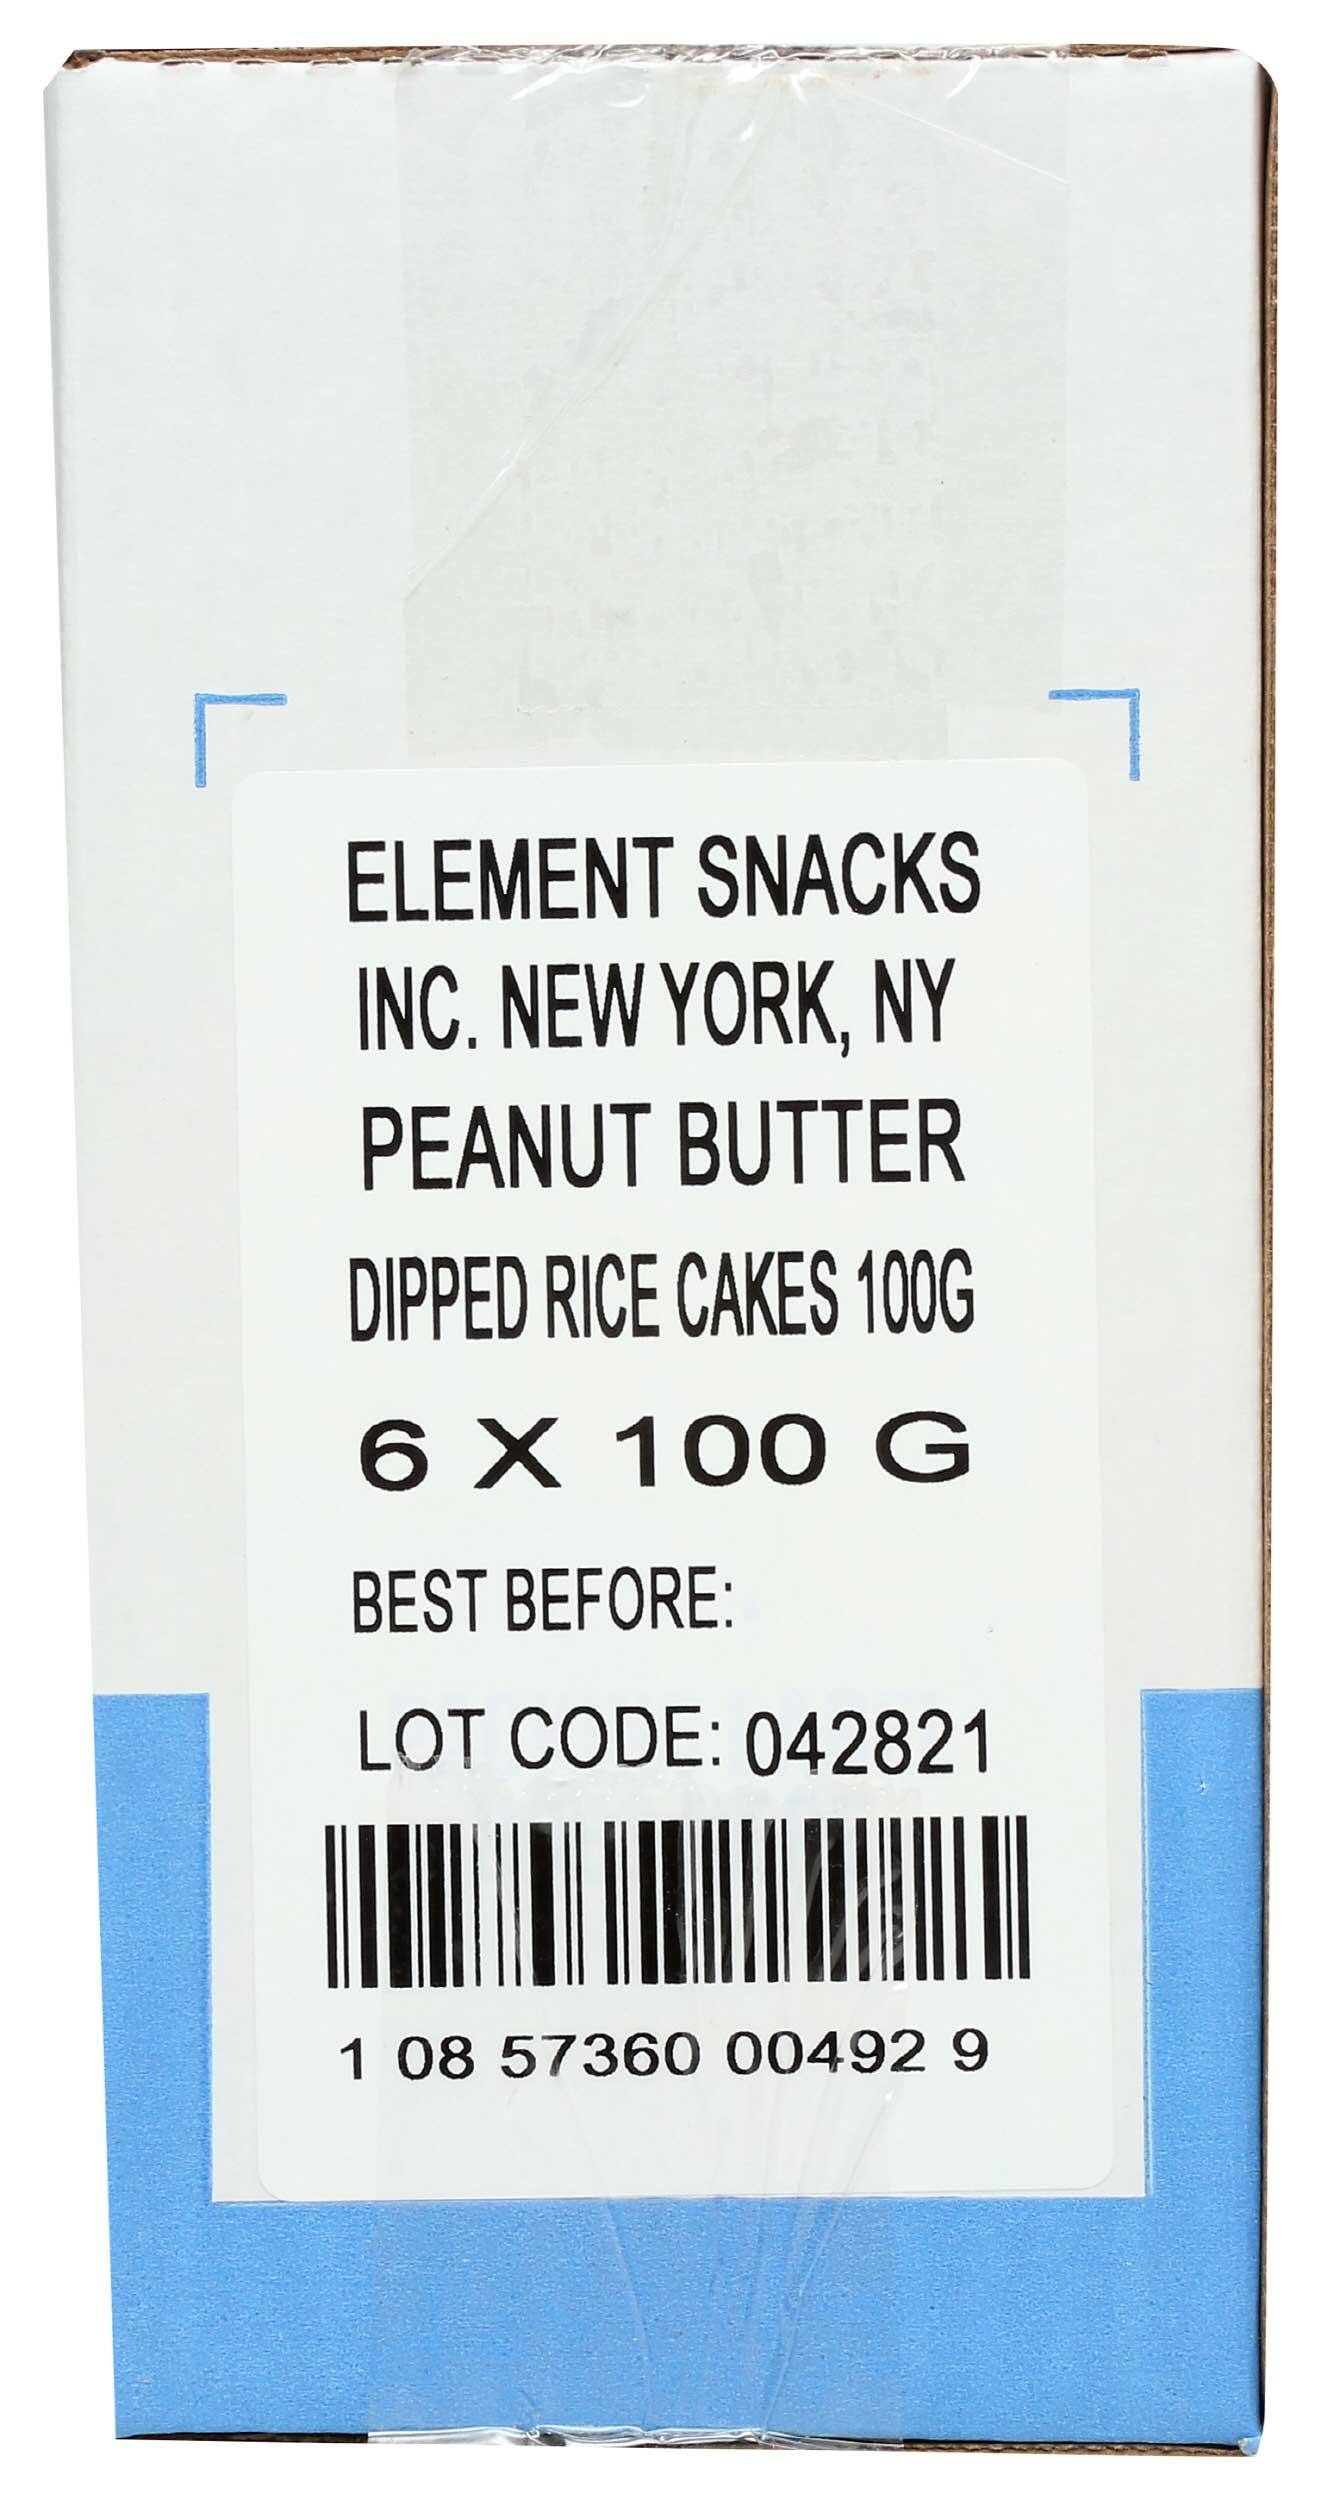 ELEMENT SNACKS
INC. NEW YORK, NY
PEANUT BUTTER
DIPPED RICE CAKES 100G
6 X 100 G
BEST BEFORE:
LOT CODE: 042821
1 08 57360 00492 9